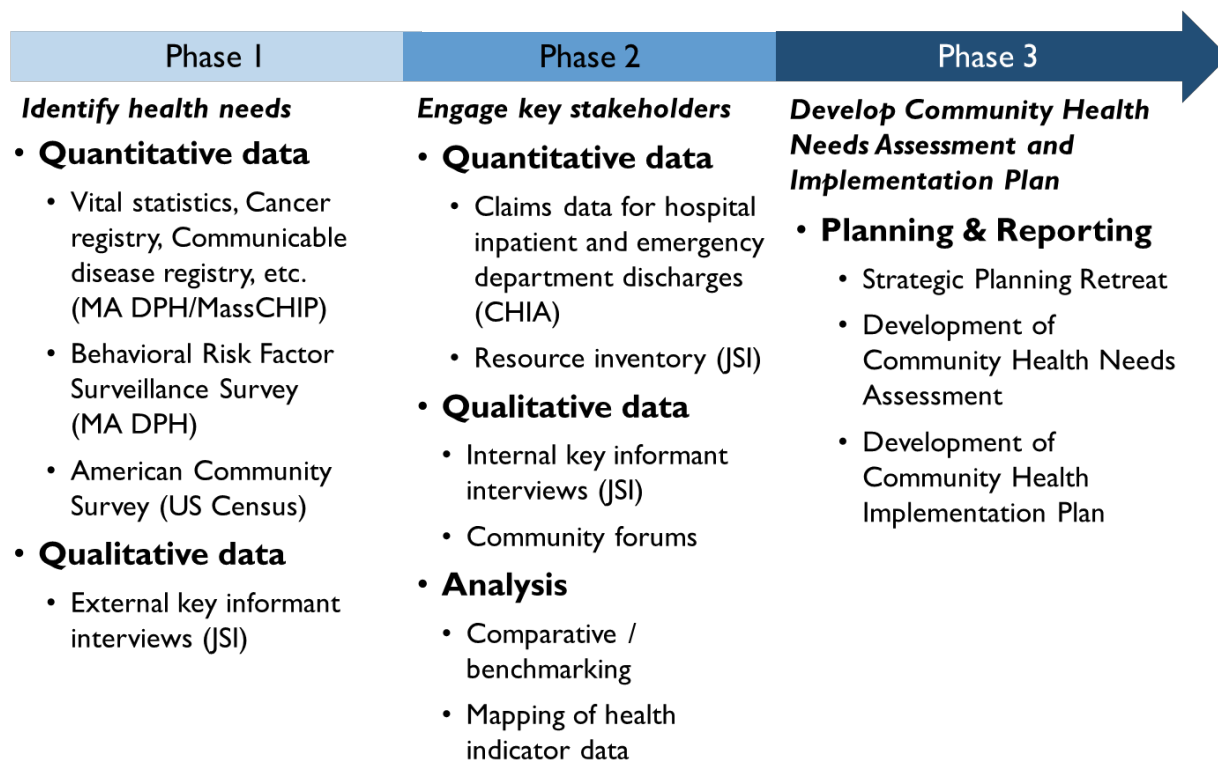 Phase 1
Phase 2
Phase 3
Identify health needs
• Quantitative data
• Vital statistics, Cancer
registry, Communicable
disease registry, etc.
(MA DPH/MassCHIP)
• Behavioral Risk Factor
Surveillance Survey
(MA DPH)
• American Community
Survey (US Census)
• Qualitative data
• External key informant
interviews (JSI)
Engage key stakeholders
• Quantitative data
• Claims data for hospital
inpatient and emergency
department discharges
(CHIA)
• Resource inventory (JSI)
• Qualitative data
• Internal key informant
interviews (JSI)
• Community forums
• Analysis
• Comparative /
benchmarking
• Mapping of health
indicator data
Develop Community Health
Needs Assessment and
Implementation Plan
• Planning & Reporting
• Strategic Planning Retreat
• Development of
Community Health Needs
Assessment
• Development of
Community Health
Implementation Plan